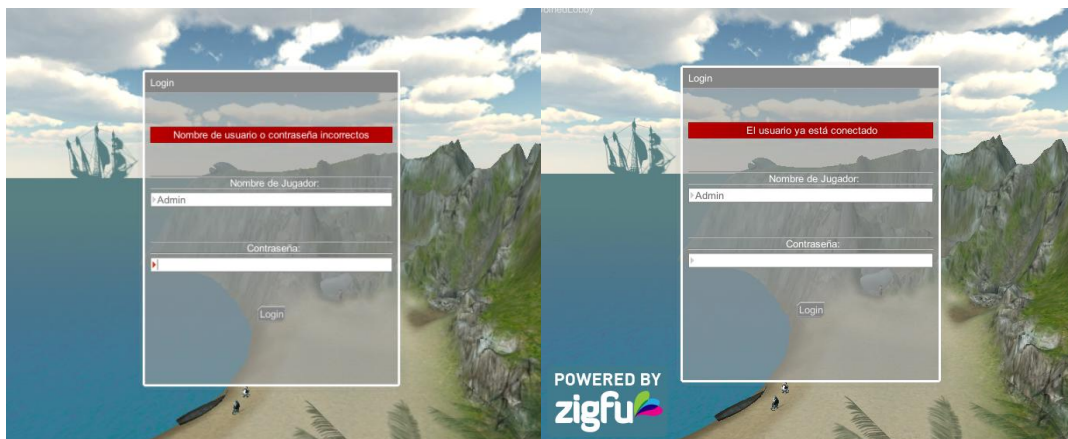 Login
Nombre de usuario o contraseña incorrectos
Nombre de Jugador:
Admin
Contraseña:
Login
JoinedLobby
Login
El usuario ya está conectado
Nombre de Jugador:
Admin
Contraseña:
Login
POWERED BY
zigfu